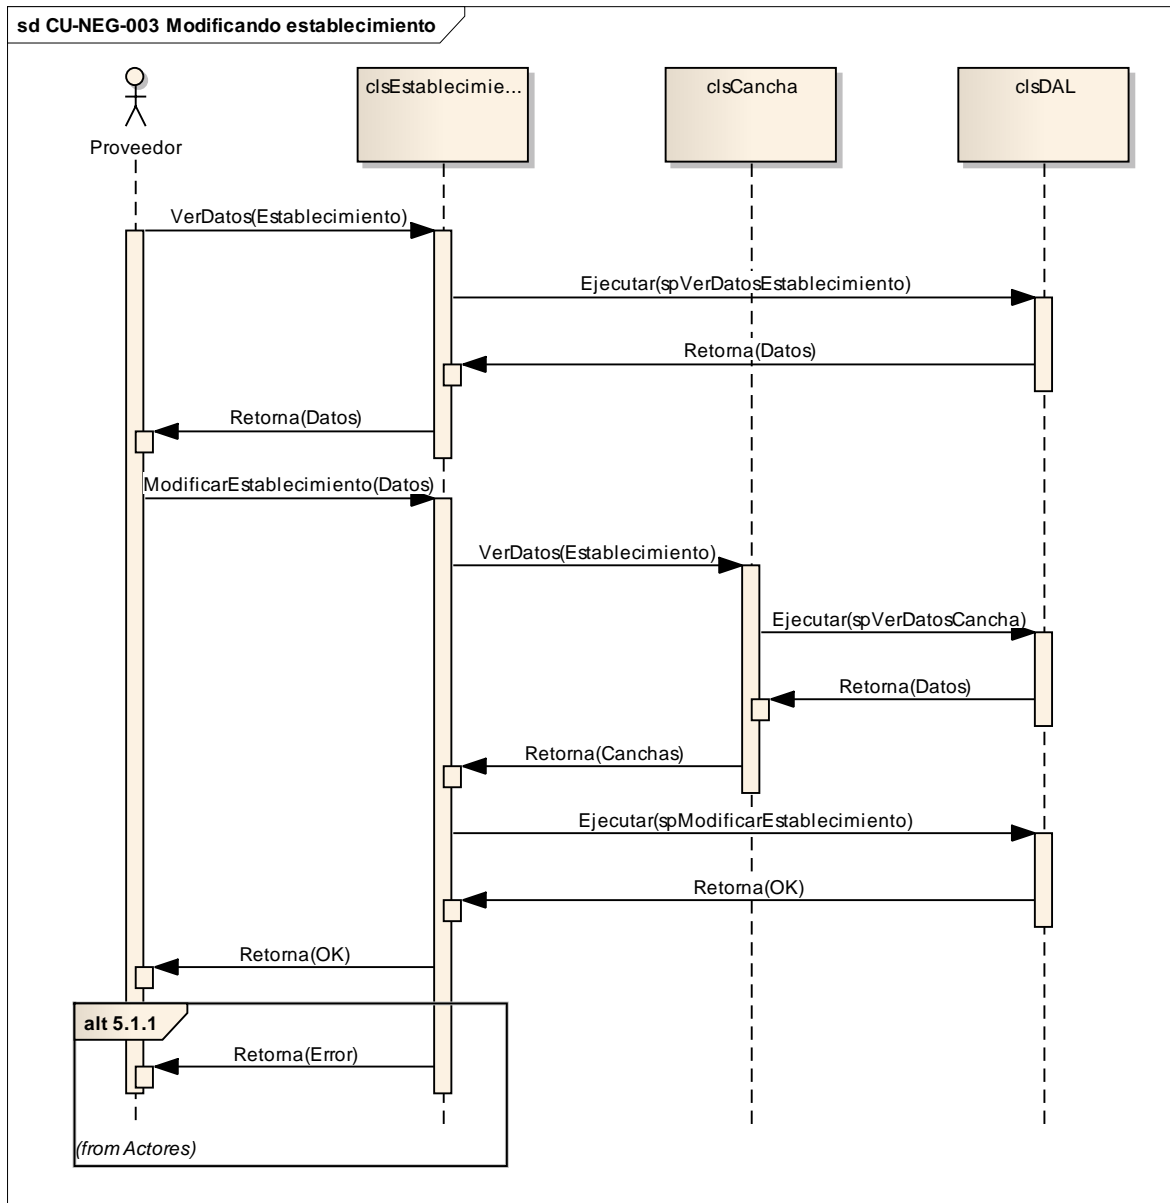 sd CU-NEG-003 Modificando establecimiento
Proveedor
clsEstablecimie...
clsCancha
clsDAL
VerDatos(Establecimiento)
Ejecutar(spVerDatosEstablecimiento)
Retorna(Datos)
Retorna(Datos)
ModificarEstablecimiento(Datos)
VerDatos(Establecimiento)
Ejecutar(spVerDatosCancha)
Retorna(Datos)
Retorna(Canchas)
Ejecutar(spModificarEstablecimiento)
Retorna(OK)
Retorna(OK)
alt 5.1.1
Retorna(Error)
(from Actores)